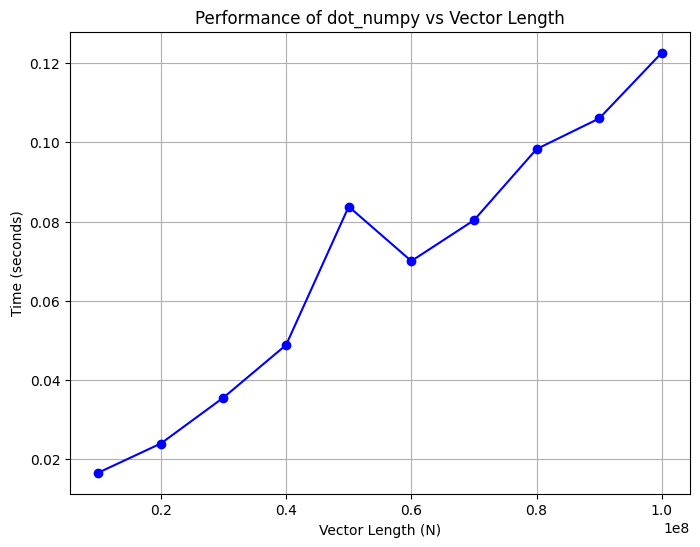 Performance of dot_numpy vs Vector Length
Time (seconds)
0.12
0.10
0.08
0.06
0.04
0.02
0.2
0.4
0.6
0.8
1.0
1e8
Vector Length (N)